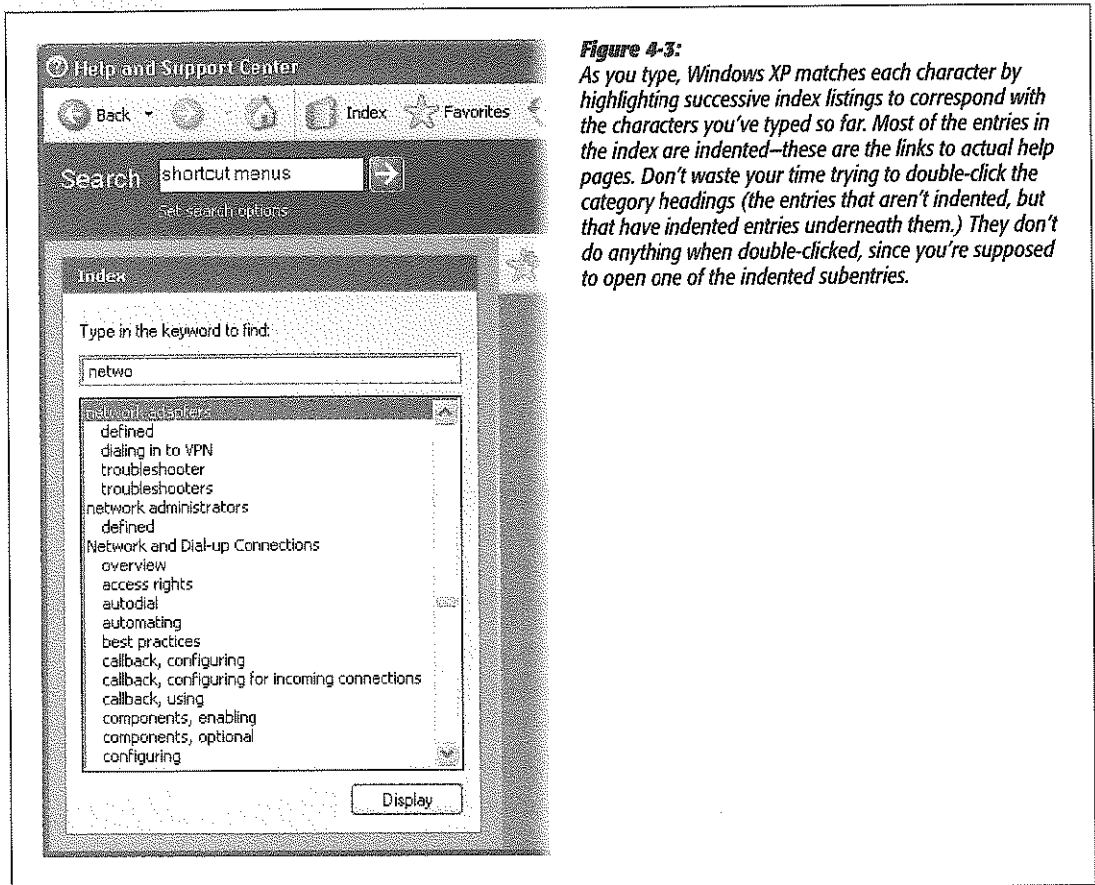 Help and Support Center
Back
Index
Favorites
Search
shortcut menus
Set search options
Index
Type in the keyword to find:
netwo
network adapters
defined
dialing in to VPN
troubleshooter
troubleshooters
network administrators
defined
Network and Dial-up Connections
overview
access rights
autodial
automating
best practices
callback, configuring
callback, configuring for incoming connections
callback, using
components, enabling
components, optional
configuring
Display
Figure 4-3:
As you type, Windows XP matches each character by
highlighting successive index listings to correspond with
the characters you've typed so far. Most of the entries in
the index are indented—these are the links to actual help
pages. Don't waste your time trying to double-click the
category headings (the entries that aren't indented, but
that have indented entries underneath them.) They don't
do anything when double-clicked, since you're supposed
to open one of the indented subentries.